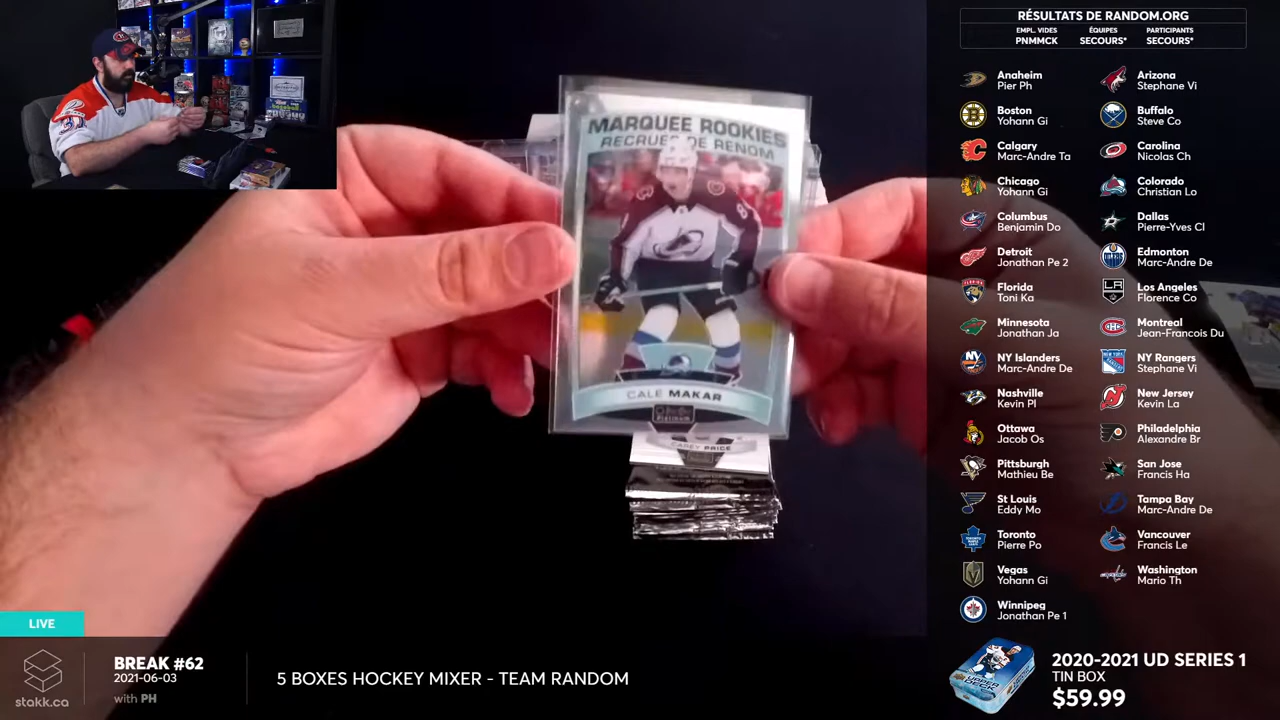 RÉSULTATS DE RANDOM.ORG
EMPL. VIDES
PNMMCK
ÉQUIPES
SECOURS*
PARTICIPANTS
SECOURS*
Anaheim
Pier Ph
Arizona
Stephane Vi
Boston
Yohann Gi
Buffalo
Steve Co
Calgary
Marc-Andre Ta
Carolina
Nicolas Ch
Chicago
Yohann Gi
Colorado
Christian Lo
Columbus
Benjamin Do
Dallas
Pierre-Yves Cl
Detroit
Jonathan Pe 2
Edmonton
Marc-Andre De
Florida
Toni Ka
Los Angeles
Florence Co
Minnesota
Jonathan Ja
Montreal
Jean-Francois Du
NY Islanders
Marc-Andre De
NY Rangers
Stephane Vi
Nashville
Kevin Pl
New Jersey
Kevin La
Ottawa
Jacob Os
Philadelphia
Alexandre Br
Pittsburgh
Mathieu Be
San Jose
Francis Ha
St Louis
Eddy Mo
Tampa Bay
Marc-Andre De
Toronto
Pierre Po
Vancouver
Francis Le
Vegas
Yohann Gi
Washington
Mario Th
Winnipeg
Jonathan Pe 1
MARQUEE ROOKIES
RECRUES DE RENOM
CALE MAKAR
Platinum
CAREY PRICE
LIVE
stakk.ca
BREAK #62
2021-06-03
with PH
5 BOXES HOCKEY MIXER - TEAM RANDOM
2020-2021 UD SERIES 1
TIN BOX
$59.99